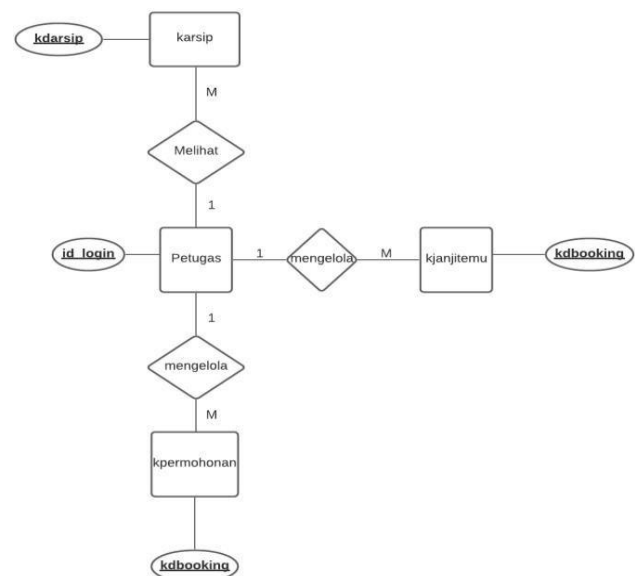 kdarsip
karsip
M
Melihat
1
id_login
Petugas
1
mengelola
M
kjanjitemu
kdbooking
1
mengelola
M
kpermohonan
kdbooking